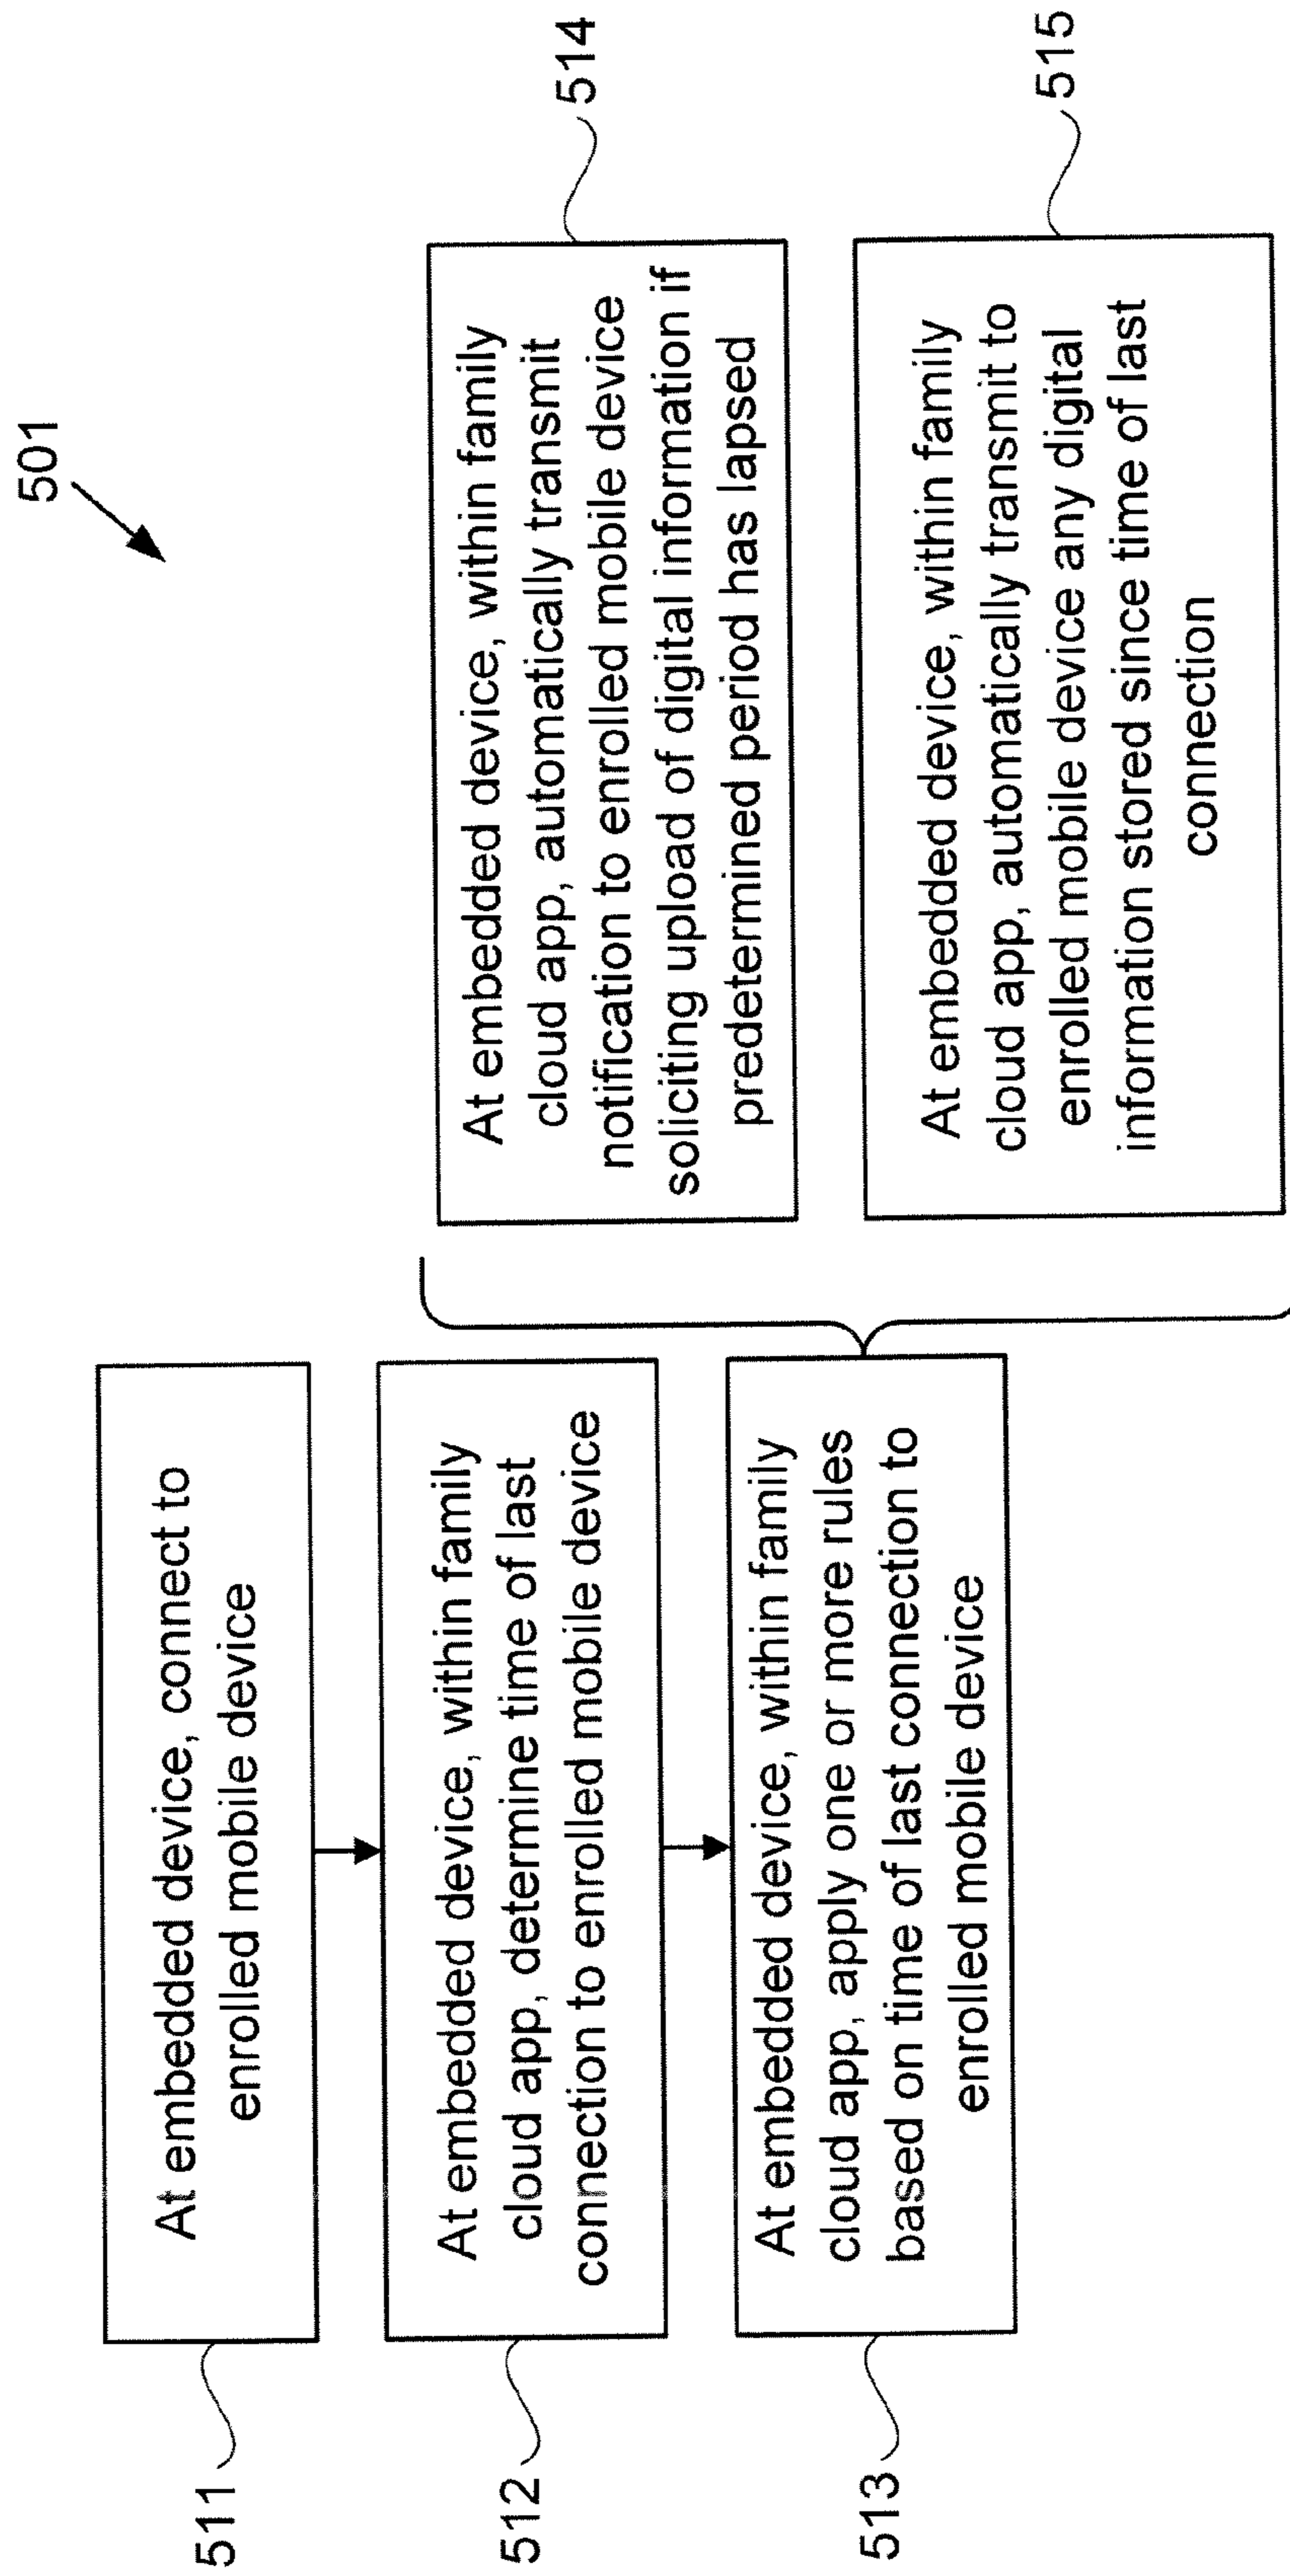 501
511
At embedded device, connect to
enrolled mobile device
512
At embedded device, within family
cloud app, determine time of last
connection to enrolled mobile device
513
At embedded device, within family
cloud app, apply one or more rules
based on time of last connection to
enrolled mobile device
At embedded device, within family
cloud app, automatically transmit
notification to enrolled mobile device
soliciting upload of digital information if
predetermined period has lapsed
514
At embedded device, within family
cloud app, automatically transmit to
enrolled mobile device any digital
information stored since time of last
connection
515